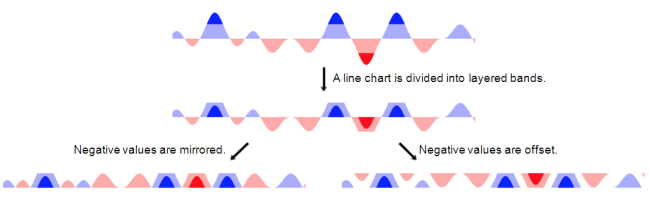 A line chart is divided into layered bands.
Negative values are mirrored.
Negative values are offset.